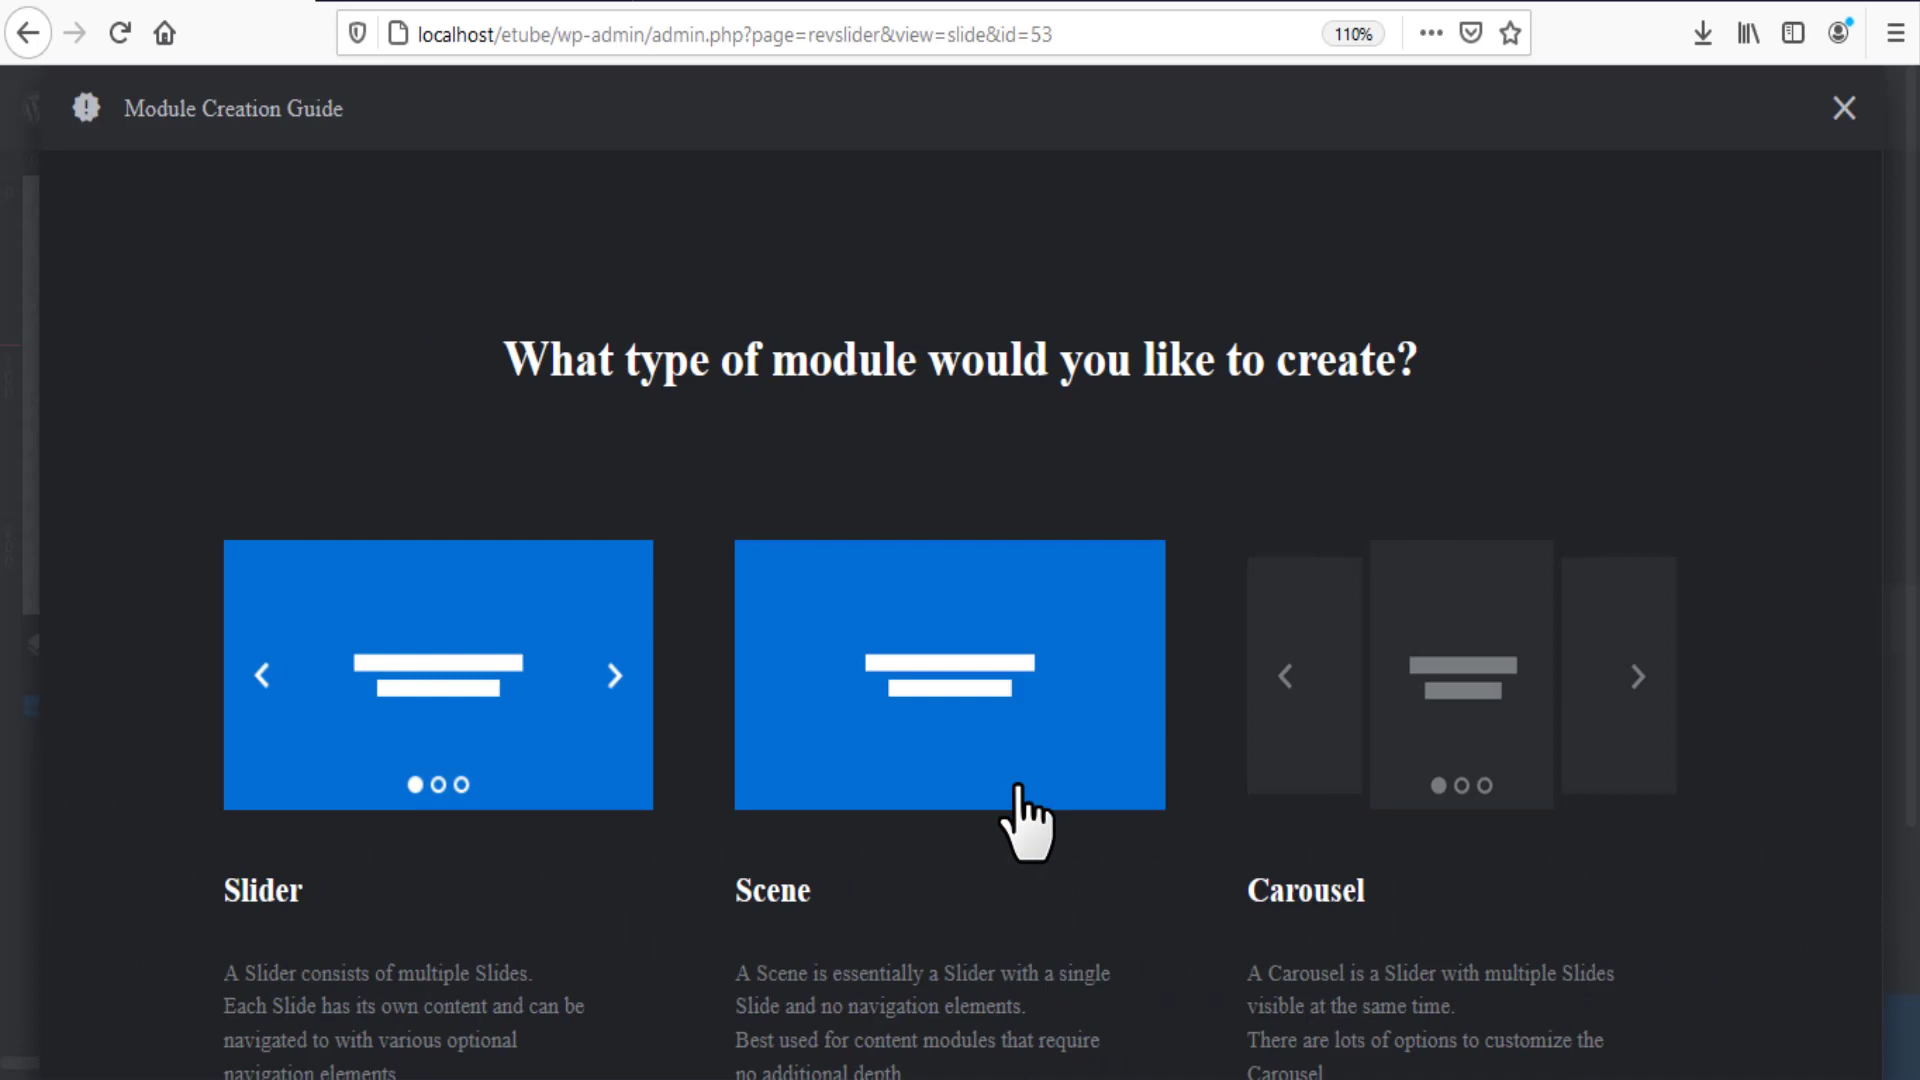 localhost/etube/wp-admin/admin.php?page=revslider&view=slide&id=53
110%
Module Creation Guide
What type of module would you like to create?
Slider
A Slider consists of multiple Slides.
Each Slide has its own content and can be
navigated to with various optional
navigation elements
Scene
A Scene is essentially a Slider with a single
Slide and no navigation elements.
Best used for content modules that require
no additional depth
Carousel
A Carousel is a Slider with multiple Slides
visible at the same time.
There are lots of options to customize the
Carousel